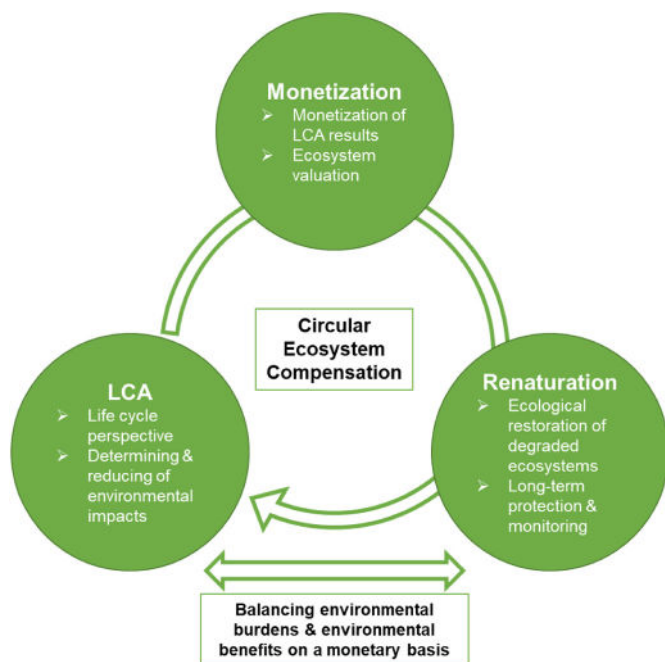 Monetization
➢ Monetization of
LCA results
➢ Ecosystem
valuation
Circular
Ecosystem
Compensation
LCA
➢ Life cycle
perspective
➢ Determining &
reducing of
environmental
impacts
Renaturation
➢ Ecological
restoration of
degraded
ecosystems
➢ Long-term
protection &
monitoring
Balancing environmental
burdens & environmental
benefits on a monetary basis